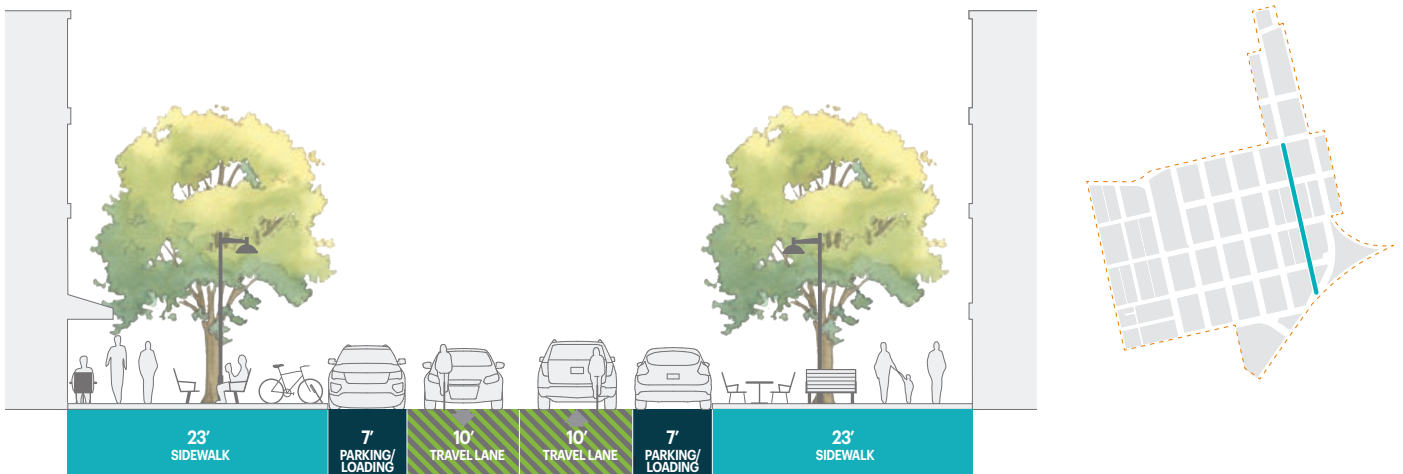 23′
SIDEWALK
7′
PARKING/
LOADING
10′
TRAVEL LANE
10′
TRAVEL LANE
7′
PARKING/
LOADING
23′
SIDEWALK